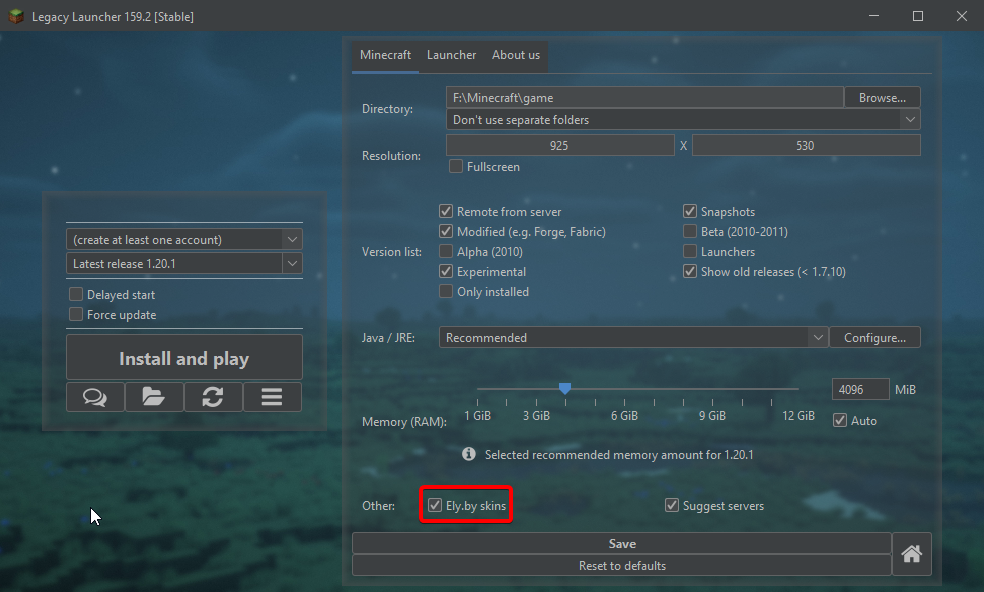 Legacy Launcher 159.2 [Stable]
Minecraft Launcher About us
Directory: F:\Minecraft\game Browse...
Don't use separate folders
Resolution: 925 X 530
Fullscreen
(create at least one account)
Latest release 1.20.1
Delayed start
Force update
Install and play
Version list:
Remote from server Snapshots
Modified (e.g. Forge, Fabric) Beta (2010-2011)
Alpha (2010) Launchers
Experimental Show old releases (< 1.7.10)
Only installed
Java / JRE: Recommended Configure...
Memory (RAM): 4096 MiB
1 GiB 3 GiB 6 GiB 9 GiB 12 GiB
Auto
Selected recommended memory amount for 1.20.1
Other: Ely.by skins Suggest servers
Save
Reset to defaults